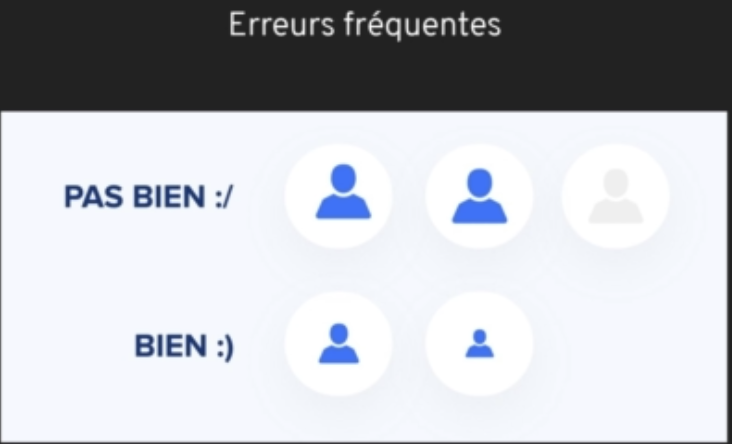 Erreurs fréquentes
PAS BIEN :/
BIEN :)